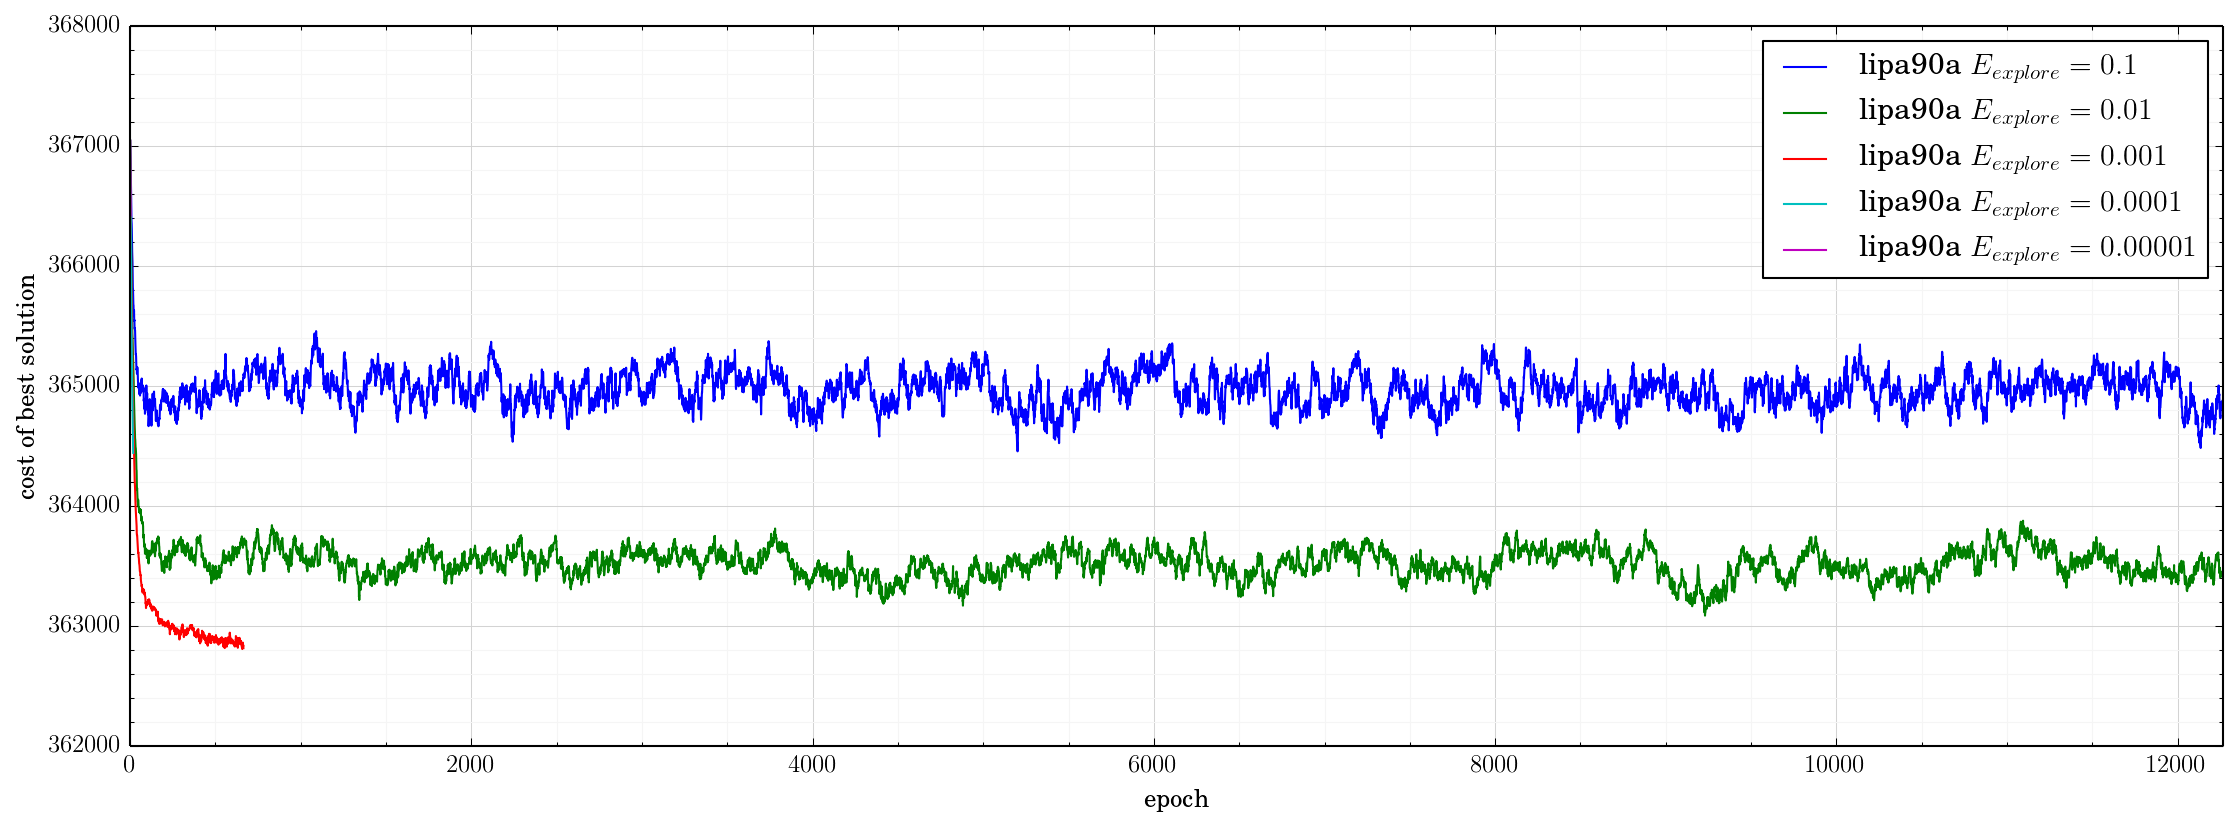 368000
367000
366000
365000
364000
363000
362000
cost of best solution
0 2000 4000 6000 8000 10000 12000
epoch
lipa90a E_explore = 0.1
lipa90a E_explore = 0.01
lipa90a E_explore = 0.001
lipa90a E_explore = 0.0001
lipa90a E_explore = 0.00001